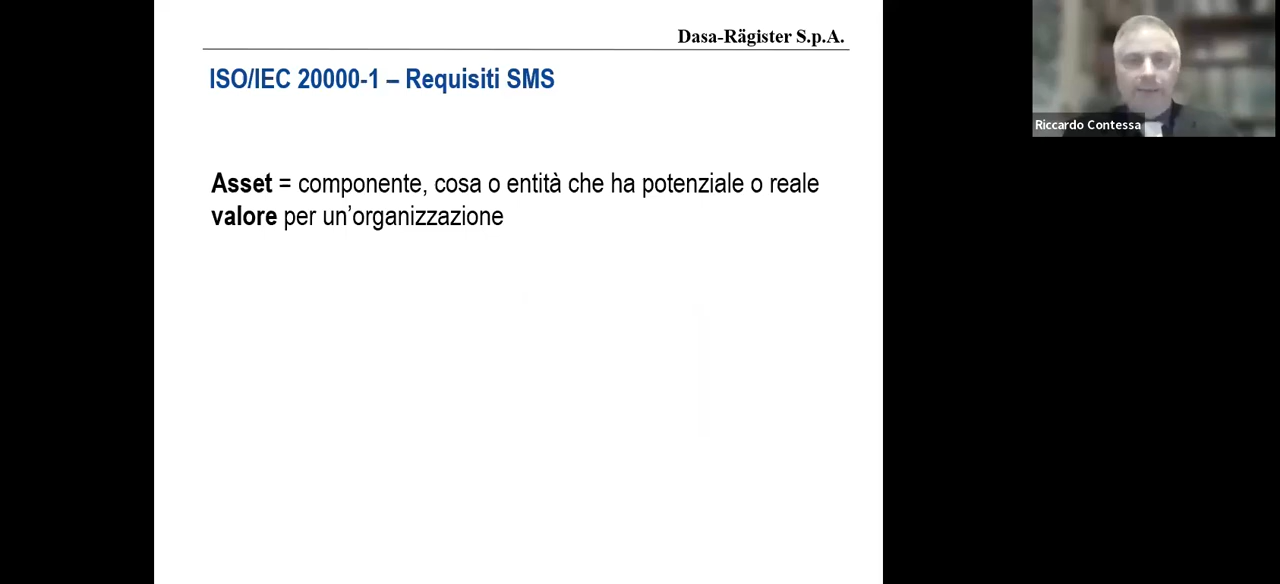 Dasa-Rägister S.p.A.
ISO/IEC 20000-1 – Requisiti SMS
Asset = componente, cosa o entità che ha potenziale o reale
valore per un’organizzazione
Riccardo Contessa